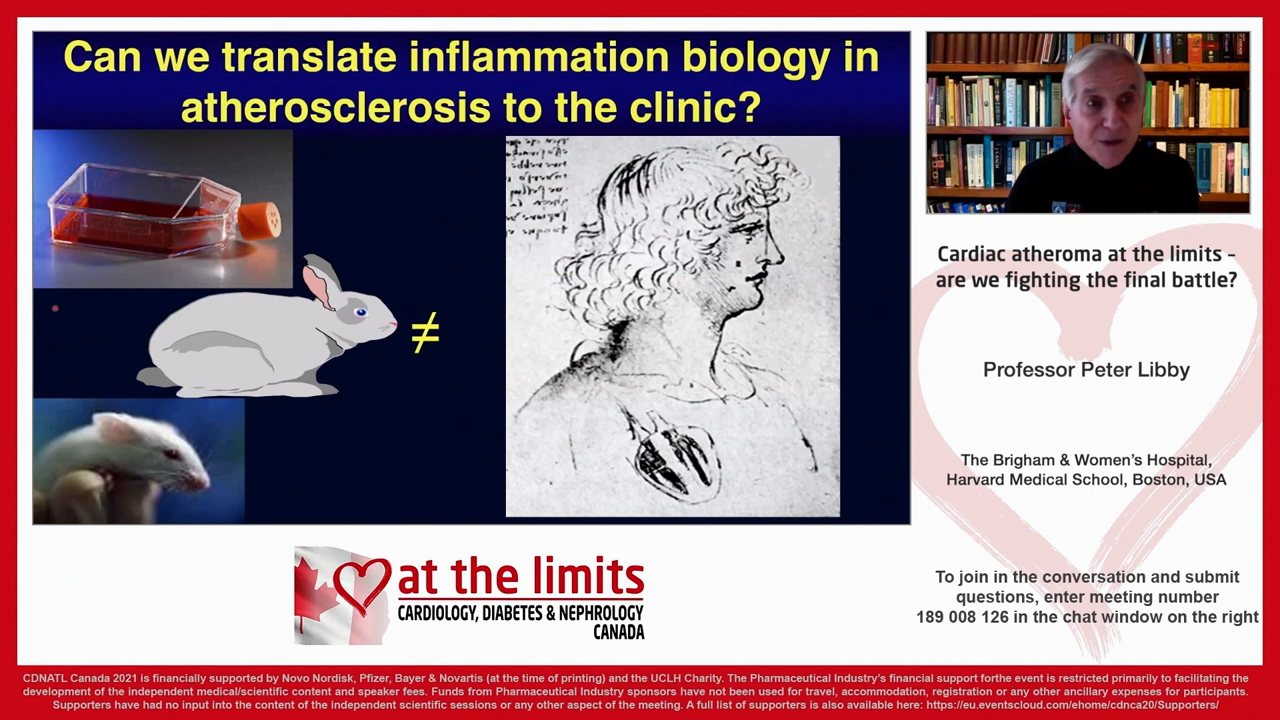 Can we translate inflammation biology in
atherosclerosis to the clinic?
≠
Cardiac atheroma at the limits –
are we fighting the final battle?
Professor Peter Libby
The Brigham & Women's Hospital,
Harvard Medical School, Boston, USA
To join in the conversation and submit
questions, enter meeting number
189 008 126 in the chat window on the right
at the limits
CARDIOLOGY, DIABETES & NEPHROLOGY
CANADA
CDNATL Canada 2021 is financially supported by Novo Nordisk, Pfizer, Bayer & Novartis (at the time of printing) and the UCLH Charity. The Pharmaceutical Industry's financial support forthe event is restricted primarily to facilitating the
development of the independent medical/scientific content and speaker fees. Funds from Pharmaceutical Industry sponsors have not been used for travel, accommodation, registration or any other ancillary expenses for participants.
Supporters have had no input into the content of the independent scientific sessions or any other aspect of the meeting. A full list of supporters is also available here: https://eu.eventscloud.com/ehome/cdnca20/Supporters/